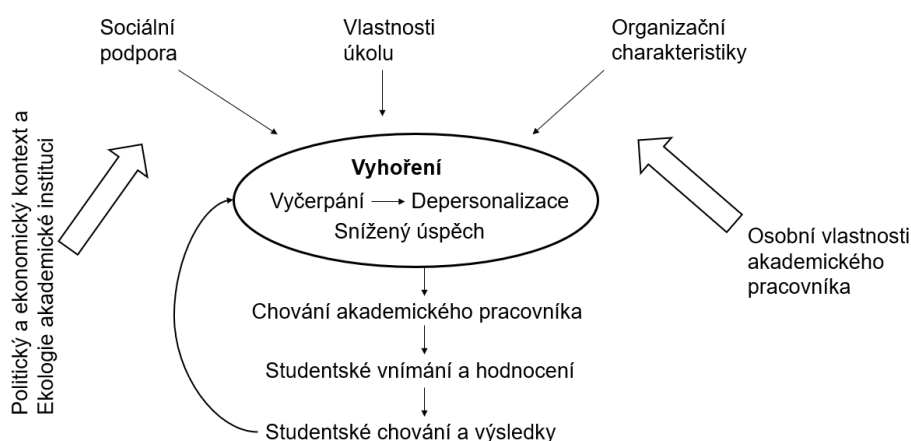 Sociální
podpora
Vlastnosti
úkolu
Organizační
charakteristiky
Politický a ekonomický kontext a
Ekologie akademické instituci
Vyhoření
Vyčerpání Depersonalizace
Snížený úspěch
Osobní vlastnosti
akademického
pracovníka
Chování akademického pracovníka
Studentské vnímání a hodnocení
Studentské chování a výsledky